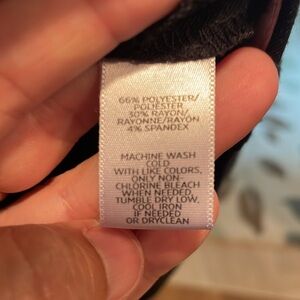 66% POLYESTER/
POLIESTER
30% RAYON/
RAYONNE/RAYON
4% SPANDEX
MACHINE WASH
COLD
WITH LIKE COLORS,
ONLY NON-
CHLORINE BLEACH
WHEN NEEDED,
TUMBLE DRY LOW,
COOL IRON
IF NEEDED
OR DRYCLEAN